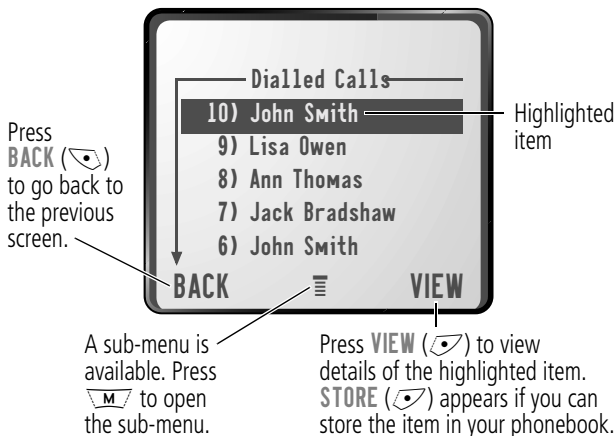 Dialled Calls
10) John Smith
9) Lisa Owen
8) Ann Thomas
7) Jack Bradshaw
6) John Smith
BACK
VIEW
Highlighted
item
Press
BACK ( )
to go back to
the previous
screen.
A sub-menu is
available. Press
M to open
the sub-menu.
Press VIEW ( ) to view
details of the highlighted item.
STORE ( ) appears if you can
store the item in your phonebook.